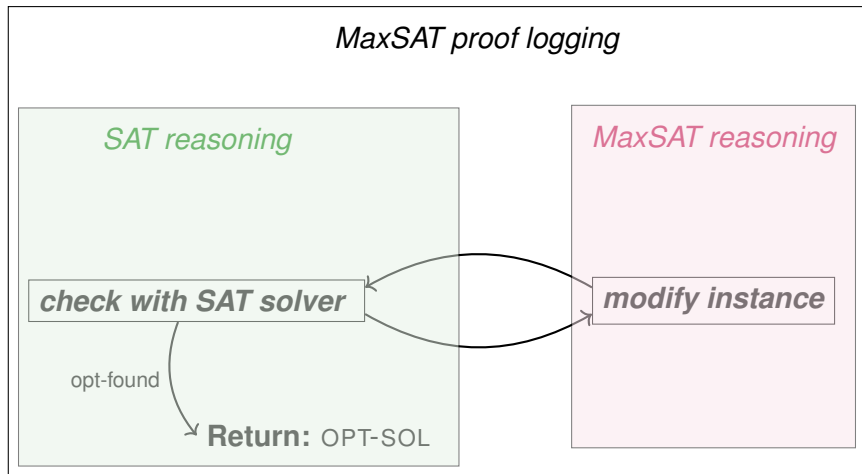 MaxSAT proof logging
SAT reasoning
MaxSAT reasoning
check with SAT solver
modify instance
opt-found
Return: OPT-SOL